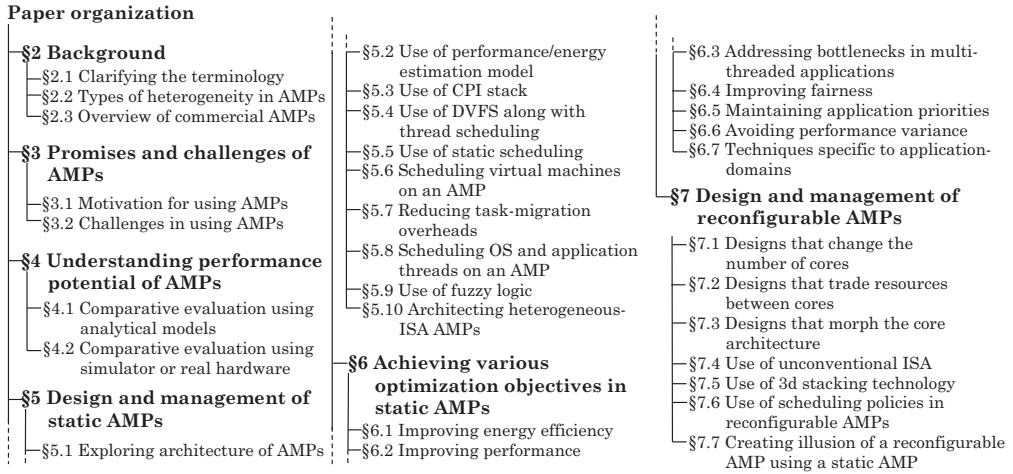 Paper organization
§2 Background
§2.1 Clarifying the terminology
§2.2 Types of heterogeneity in AMPs
§2.3 Overview of commercial AMPs
§3 Promises and challenges of
AMPs
§3.1 Motivation for using AMPs
§3.2 Challenges in using AMPs
§4 Understanding performance
potential of AMPs
§4.1 Comparative evaluation using
analytical models
§4.2 Comparative evaluation using
simulator or real hardware
§5 Design and management of
static AMPs
§5.1 Exploring architecture of AMPs
§5.2 Use of performance/energy
estimation model
§5.3 Use of CPI stack
§5.4 Use of DVFS along with
thread scheduling
§5.5 Use of static scheduling
§5.6 Scheduling virtual machines
on an AMP
§5.7 Reducing task-migration
overheads
§5.8 Scheduling OS and application
threads on an AMP
§5.9 Use of fuzzy logic
§5.10 Architecting heterogeneous-
ISA AMPs
§6 Achieving various
optimization objectives in
static AMPs
§6.1 Improving energy efficiency
§6.2 Improving performance
§6.3 Addressing bottlenecks in multi-
threaded applications
§6.4 Improving fairness
§6.5 Maintaining application priorities
§6.6 Avoiding performance variance
§6.7 Techniques specific to application-
domains
§7 Design and management of
reconfigurable AMPs
§7.1 Designs that change the
number of cores
§7.2 Designs that trade resources
between cores
§7.3 Designs that morph the core
architecture
§7.4 Use of unconventional ISA
§7.5 Use of 3d stacking technology
§7.6 Use of scheduling policies in
reconfigurable AMPs
§7.7 Creating illusion of a reconfigurable
AMP using a static AMP